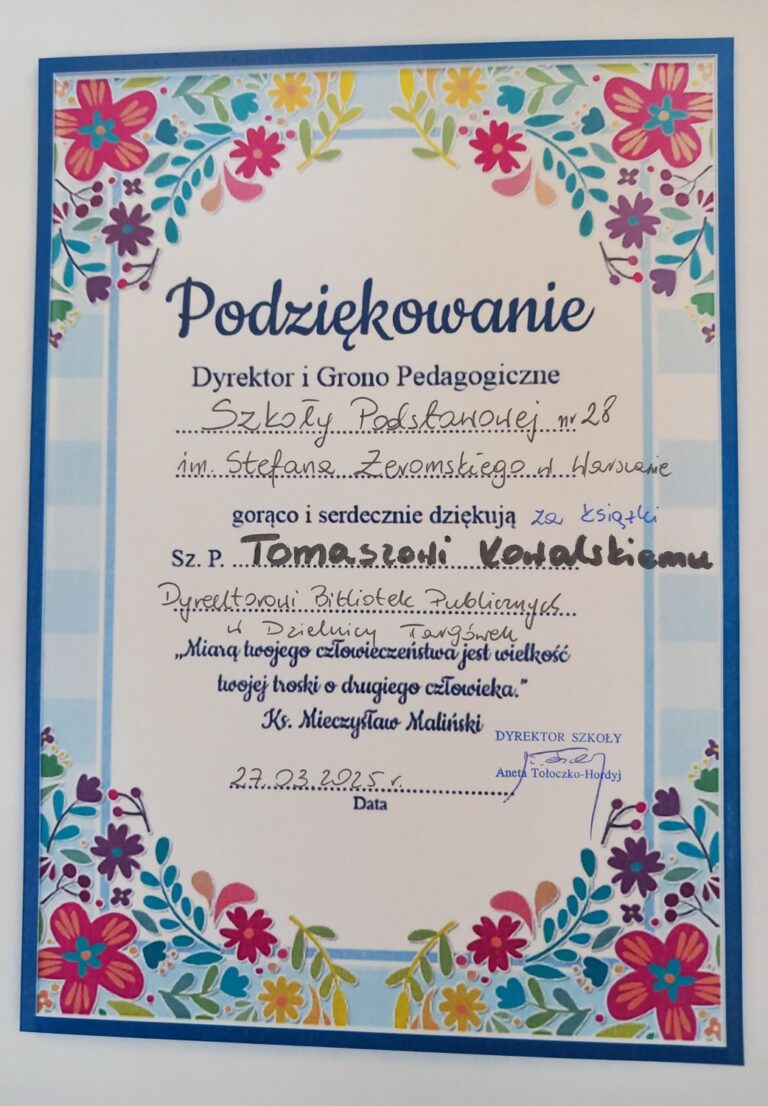 Podziękowanie
Dyrektor i Grono Pedagogiczne
Szkoły Podstawowej nr 28
im. Stefana Żeromskiego w Warszawie
gorąco i serdecznie dziękują za książki
Sz. P. Tomaszowi Kowalskiemu
Dyrektorowi Bibliotek Publicznych
w Dzielnicy Targówek
„Miarą twojego człowieczeństwa jest wielkość
twojej troski o drugiego człowieka."
Ks. Mieczysław Maliński
DYREKTOR SZKOŁY
Aneta Tołoczko-Hordyj
27.03.2025 r.
Data